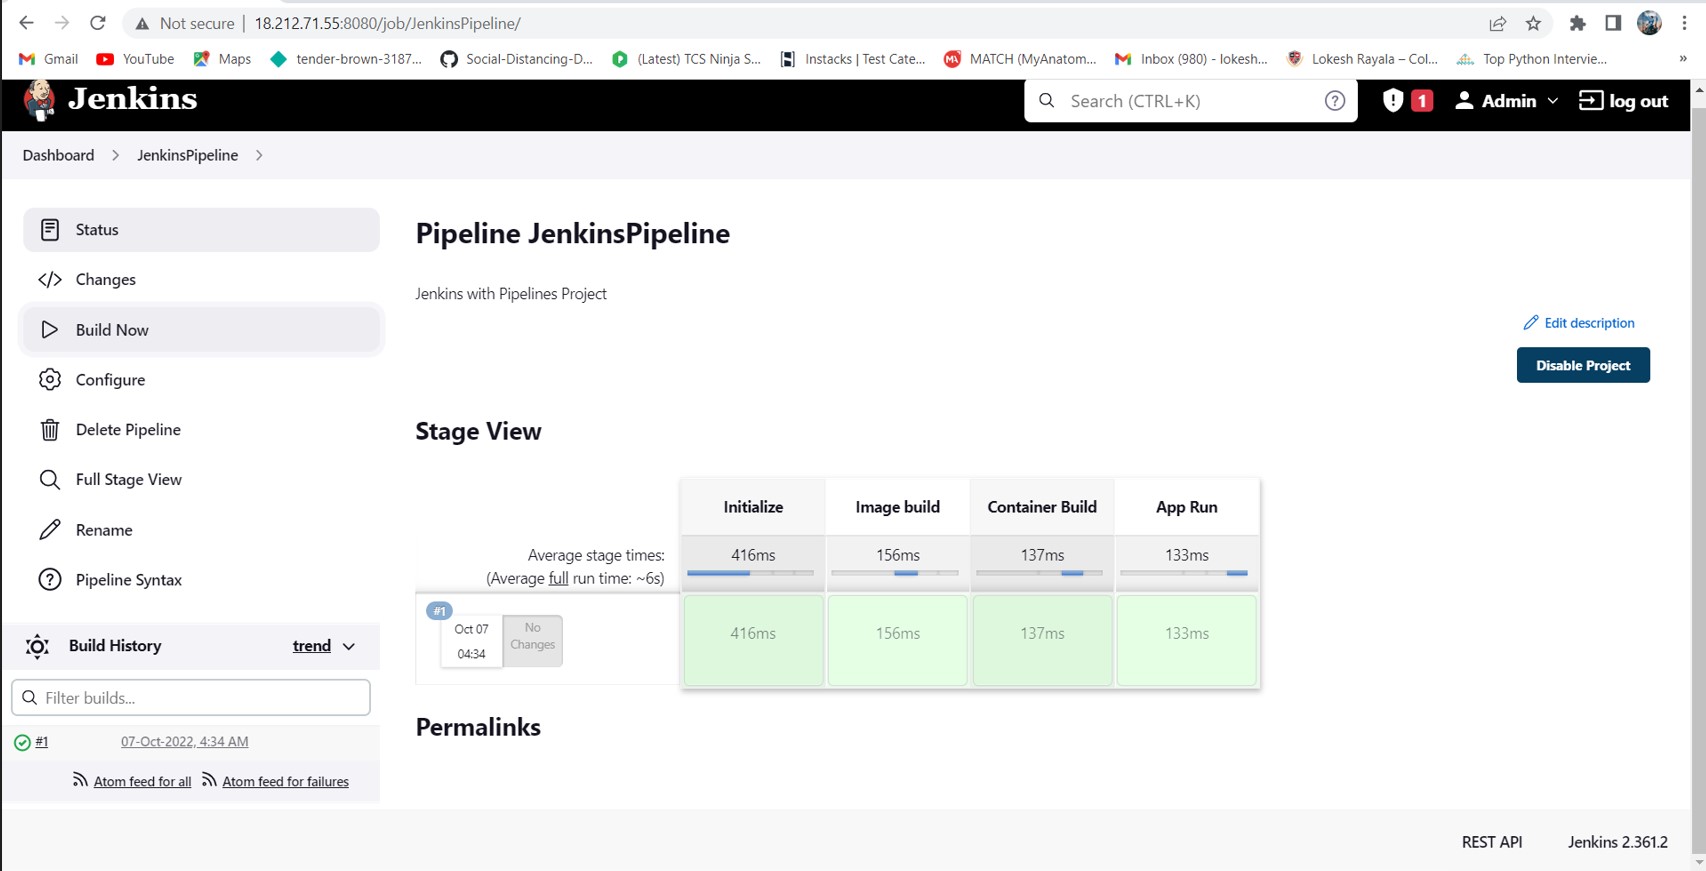 Not secure | 18.212.71.55:8080/job/JenkinsPipeline/
Gmail YouTube Maps tender-brown-3187... Social-Distancing-D... (Latest) TCS Ninja S... Instacks | Test Cate... MATCH (MyAnatom... Inbox (980) - lokesh... Lokesh Rayala – Col... Top Python Intervie... »
Jenkins Search (CTRL+K) 1 Admin log out
Dashboard JenkinsPipeline
Status
Changes
Build Now
Configure
Delete Pipeline
Full Stage View
Rename
Pipeline Syntax
Build History trend
Filter builds...
#1 07-Oct-2022, 4:34 AM
Atom feed for all Atom feed for failures
Pipeline JenkinsPipeline
Jenkins with Pipelines Project
Edit description
Disable Project
Stage View
Initialize Image build Container Build App Run
Average stage times: 416ms 156ms 137ms 133ms
(Average full run time: ~6s)
#1
Oct 07
04:34
No
Changes
416ms 156ms 137ms 133ms
Permalinks
REST API Jenkins 2.361.2